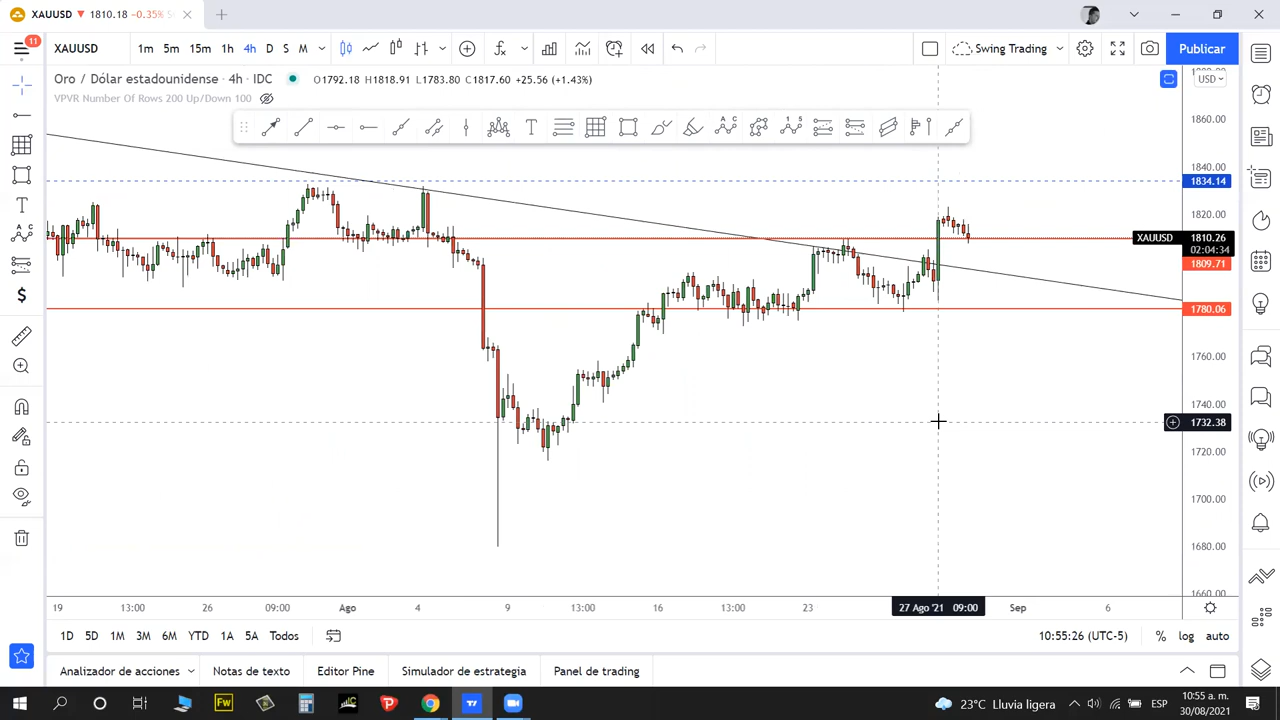 XAUUSD ▼ 1810.18 −0.35%
11
XAUUSD 1m 5m 15m 1h 4h D S M Swing Trading Publicar
Oro / Dólar estadounidense · 4h · IDC O1792.18 H1818.91 L1783.80 C1817.60 +25.56 (+1.43%)
USD
VPVR Number Of Rows 200 Up/Down 100
1860.00
1840.00
1834.14
1820.00
XAUUSD 1810.26
02:04:34
1809.71
1780.06
1760.00
1740.00
1732.38
1720.00
1700.00
1680.00
1660.00
19 13:00 26 09:00 Ago 4 9 13:00 16 13:00 23 27 Ago '21 09:00 Sep 6
1D 5D 1M 3M 6M YTD 1A 5A Todos 10:55:26 (UTC-5) % log auto
Analizador de acciones Notas de texto Editor Pine Simulador de estrategia Panel de trading
Fw 23°C Lluvia ligera ESP 10:55 a. m.
30/08/2021